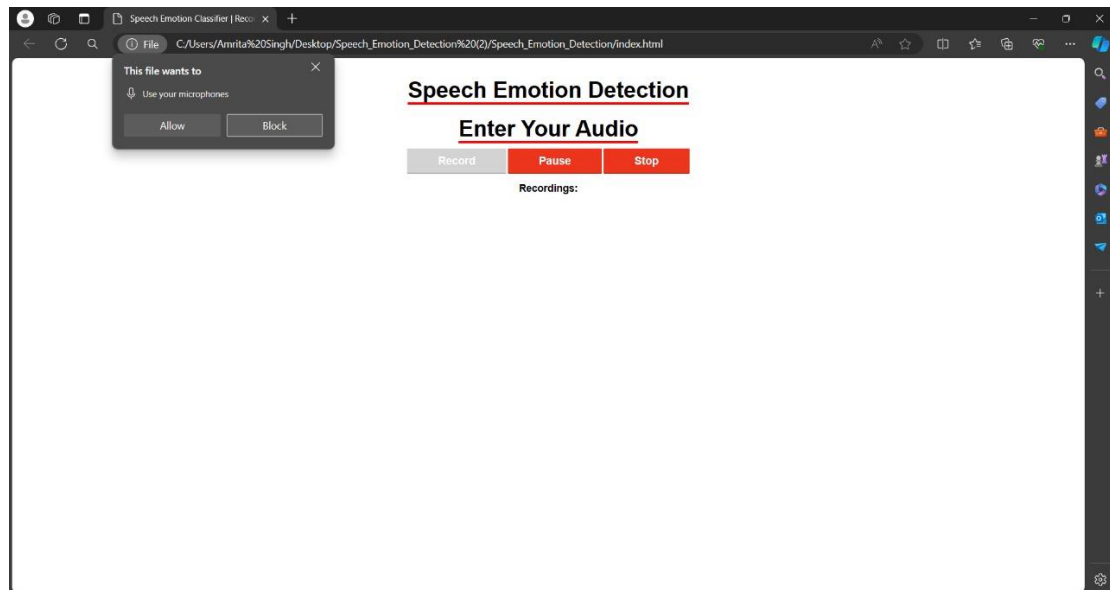 Speech Emotion Classifier | Reco
File C:/Users/Amrita%20Singh/Desktop/Speech_Emotion_Detection%20(2)/Speech_Emotion_Detection/index.html
This file wants to
Use your microphones
Allow Block
Speech Emotion Detection
Enter Your Audio
Record Pause Stop
Recordings: